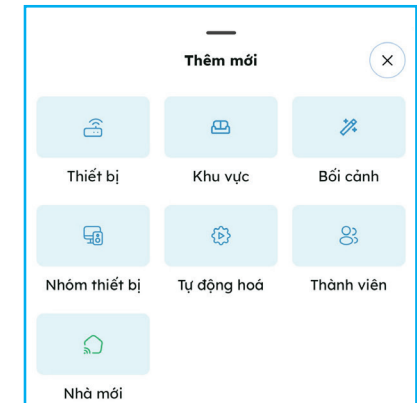 Thêm mới
Thiết bị Khu vực Bối cảnh
Nhóm thiết bị Tự động hoá Thành viên
Nhà mới